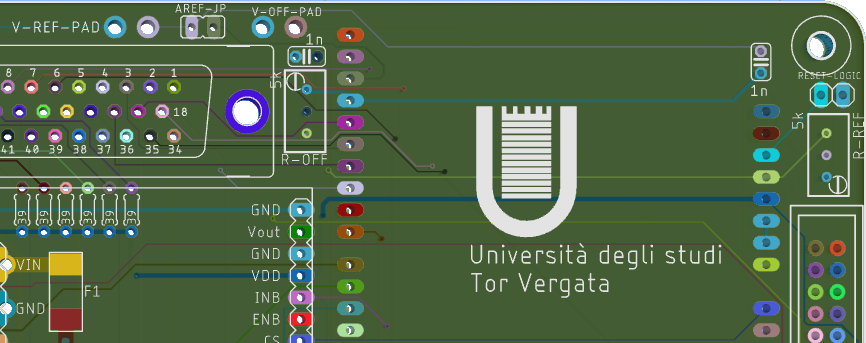 AREF-JP
V-OFF-PAD
V-REF-PAD
1n
5k
R-OFF
8 7 6 5 4 3 2 1
18
41 40 39 38 37 36 35 34
39 39 39 39 39 39
VIN
GND
F1
GND
Vout
GND
VDD
INB
ENB
CS
Università degli studi
Tor Vergata
1n
RESET-LOGIC
5k
R-REF